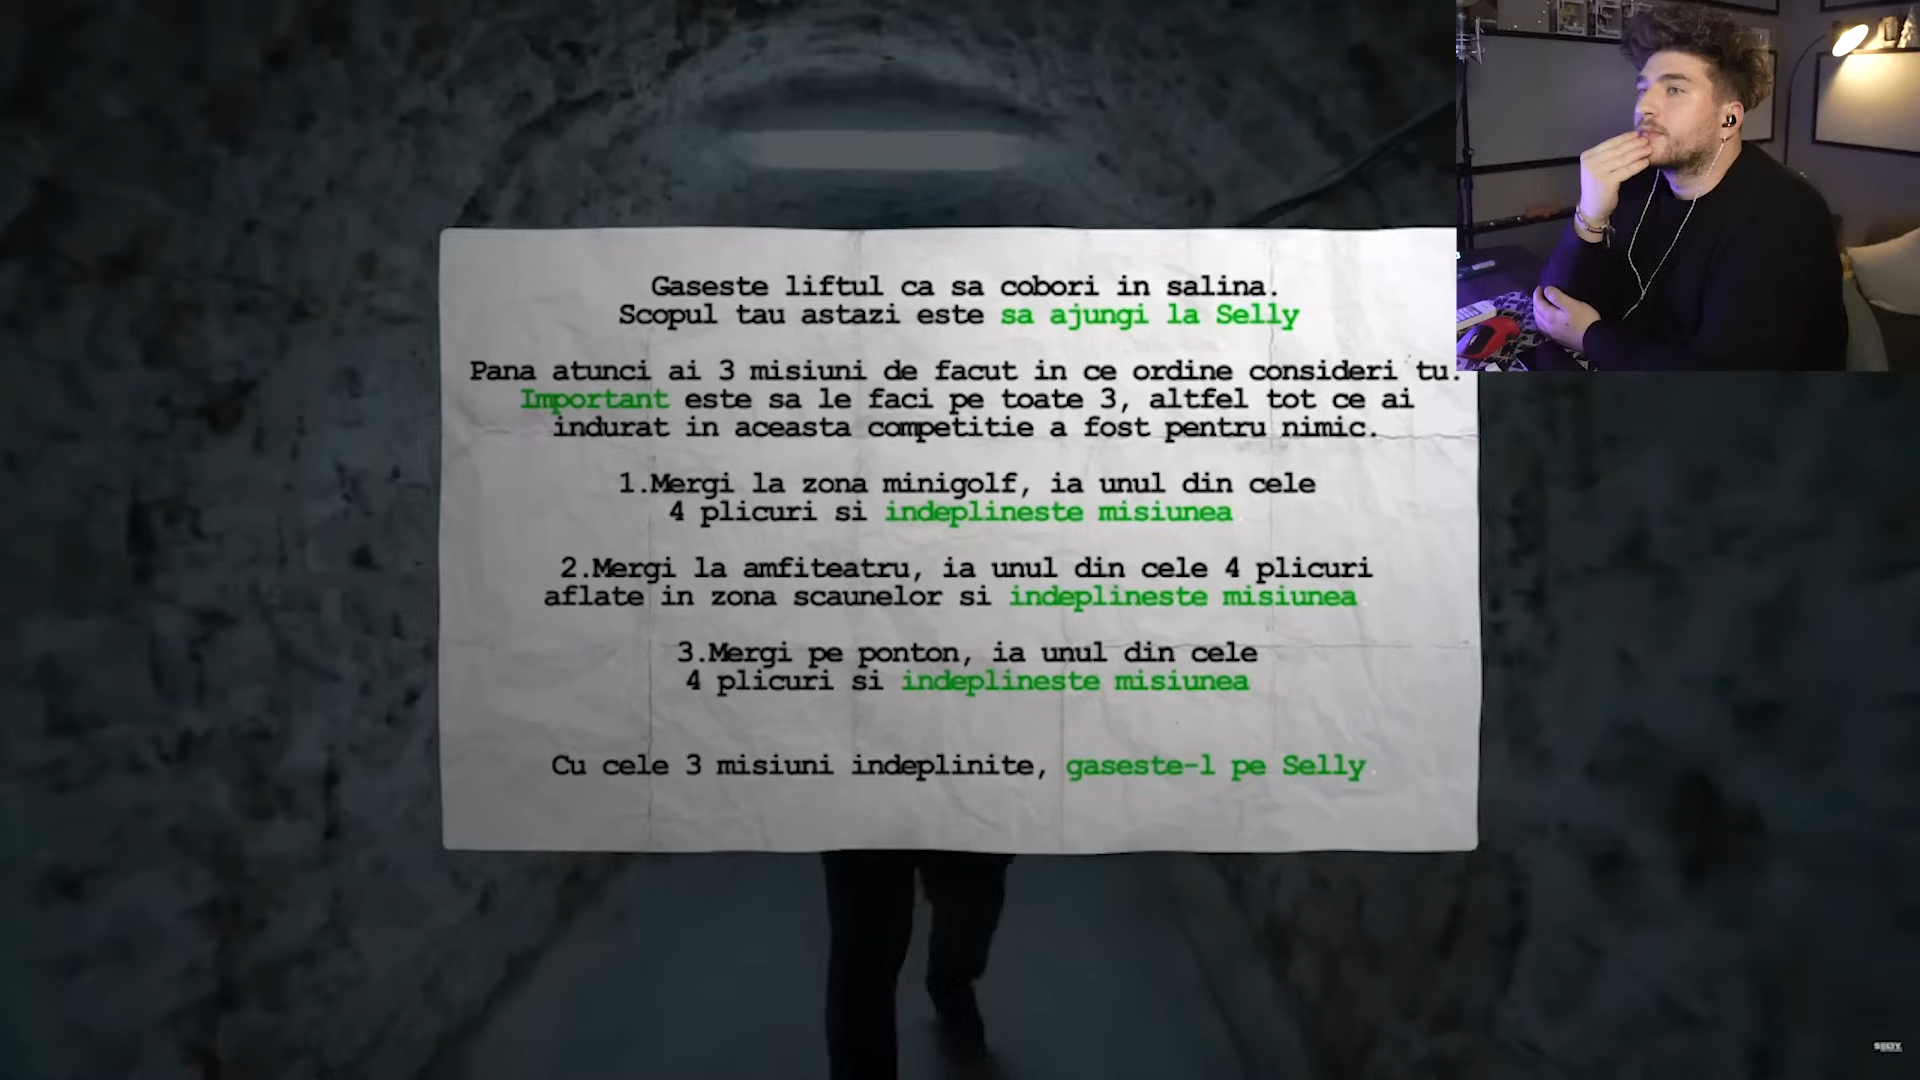 Gaseste liftul ca sa cobori in salina.
Scopul tau astazi este sa ajungi la Selly
Pana atunci ai 3 misiuni de facut in ce ordine consideri tu.
Important este sa le faci pe toate 3, altfel tot ce ai
indurat in aceasta competitie a fost pentru nimic.
1.Mergi la zona minigolf, ia unul din cele
4 plicuri si indeplineste misiunea
2.Mergi la amfiteatru, ia unul din cele 4 plicuri
aflate in zona scaunelor si indeplineste misiunea
3.Mergi pe ponton, ia unul din cele
4 plicuri si indeplineste misiunea
Cu cele 3 misiuni indeplinite, gaseste-l pe Selly
SELLY